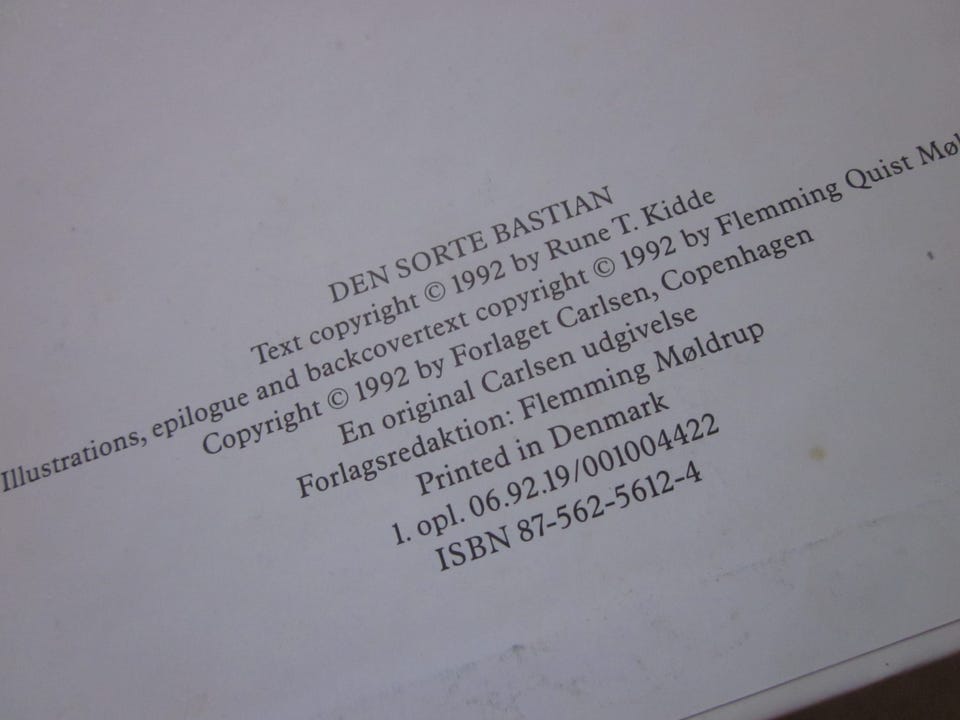 DEN SORTE BASTIAN
Text copyright © 1992 by Rune T. Kidde
Illustrations, epilogue and backcovertext copyright © 1992 by Flemming Quist
Copyright © 1992 by Forlaget Carlsen, Copenhagen
En original Carlsen udgivelse
Forlagsredaktion: Flemming Møldrup
Printed in Denmark
1. opl. 06.92.19/001004422
ISBN 87-562-5612-4